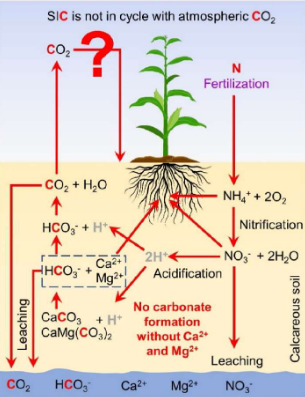 SIC is not in cycle with atmospheric CO₂
CO₂
?
N
Fertilization
CO₂ + H₂O
NH₄⁺ + 2O₂
Nitrification
HCO₃⁻ + H⁺
2H⁺
NO₃⁻ + 2H₂O
Acidification
HCO₃⁻ + Ca²⁺
Mg²⁺
Leaching
CaCO₃ + H⁺
CaMg(CO₃)₂
No carbonate
formation
without Ca²⁺
and Mg²⁺
Calcareous soil
Leaching
CO₂ HCO₃⁻ Ca²⁺ Mg²⁺ NO₃⁻